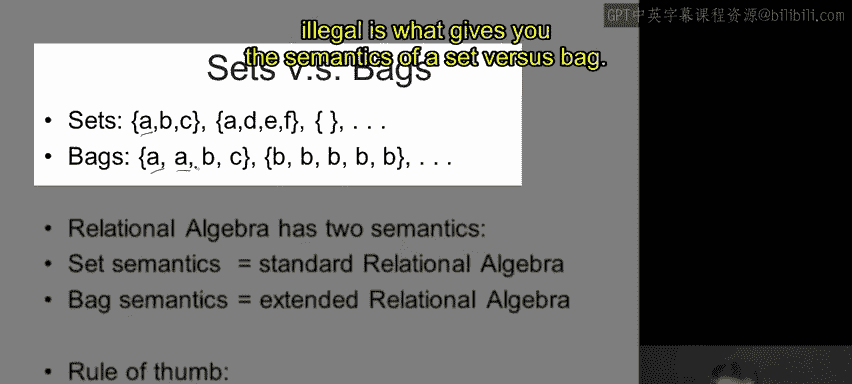 GPT中英字幕课程资源@bilibili.com
illegal is what gives you
the semantics of a set versus bag.
Sets v.s. Bags
• Sets: {a,b,c}, {a,d,e,f}, { }, . . .
• Bags: {a, a, b, c}, {b, b, b, b, b}, . . .
• Relational Algebra has two semantics:
• Set semantics = standard Relational Algebra
• Bag semantics = extended Relational Algebra
• Rule of thumb: